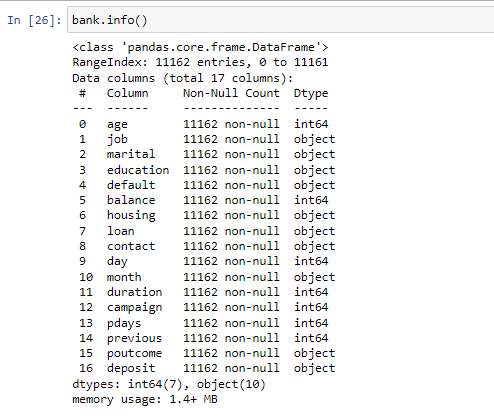 In [26]: bank.info()
<class 'pandas.core.frame.DataFrame'>
RangeIndex: 11162 entries, 0 to 11161
Data columns (total 17 columns):
 #   Column     Non-Null Count  Dtype
---  ------     --------------  -----
 0   age        11162 non-null  int64
 1   job        11162 non-null  object
 2   marital    11162 non-null  object
 3   education  11162 non-null  object
 4   default    11162 non-null  object
 5   balance    11162 non-null  int64
 6   housing    11162 non-null  object
 7   loan       11162 non-null  object
 8   contact    11162 non-null  object
 9   day        11162 non-null  int64
 10  month      11162 non-null  object
 11  duration   11162 non-null  int64
 12  campaign   11162 non-null  int64
 13  pdays      11162 non-null  int64
 14  previous   11162 non-null  int64
 15  poutcome   11162 non-null  object
 16  deposit    11162 non-null  object
dtypes: int64(7), object(10)
memory usage: 1.4+ MB